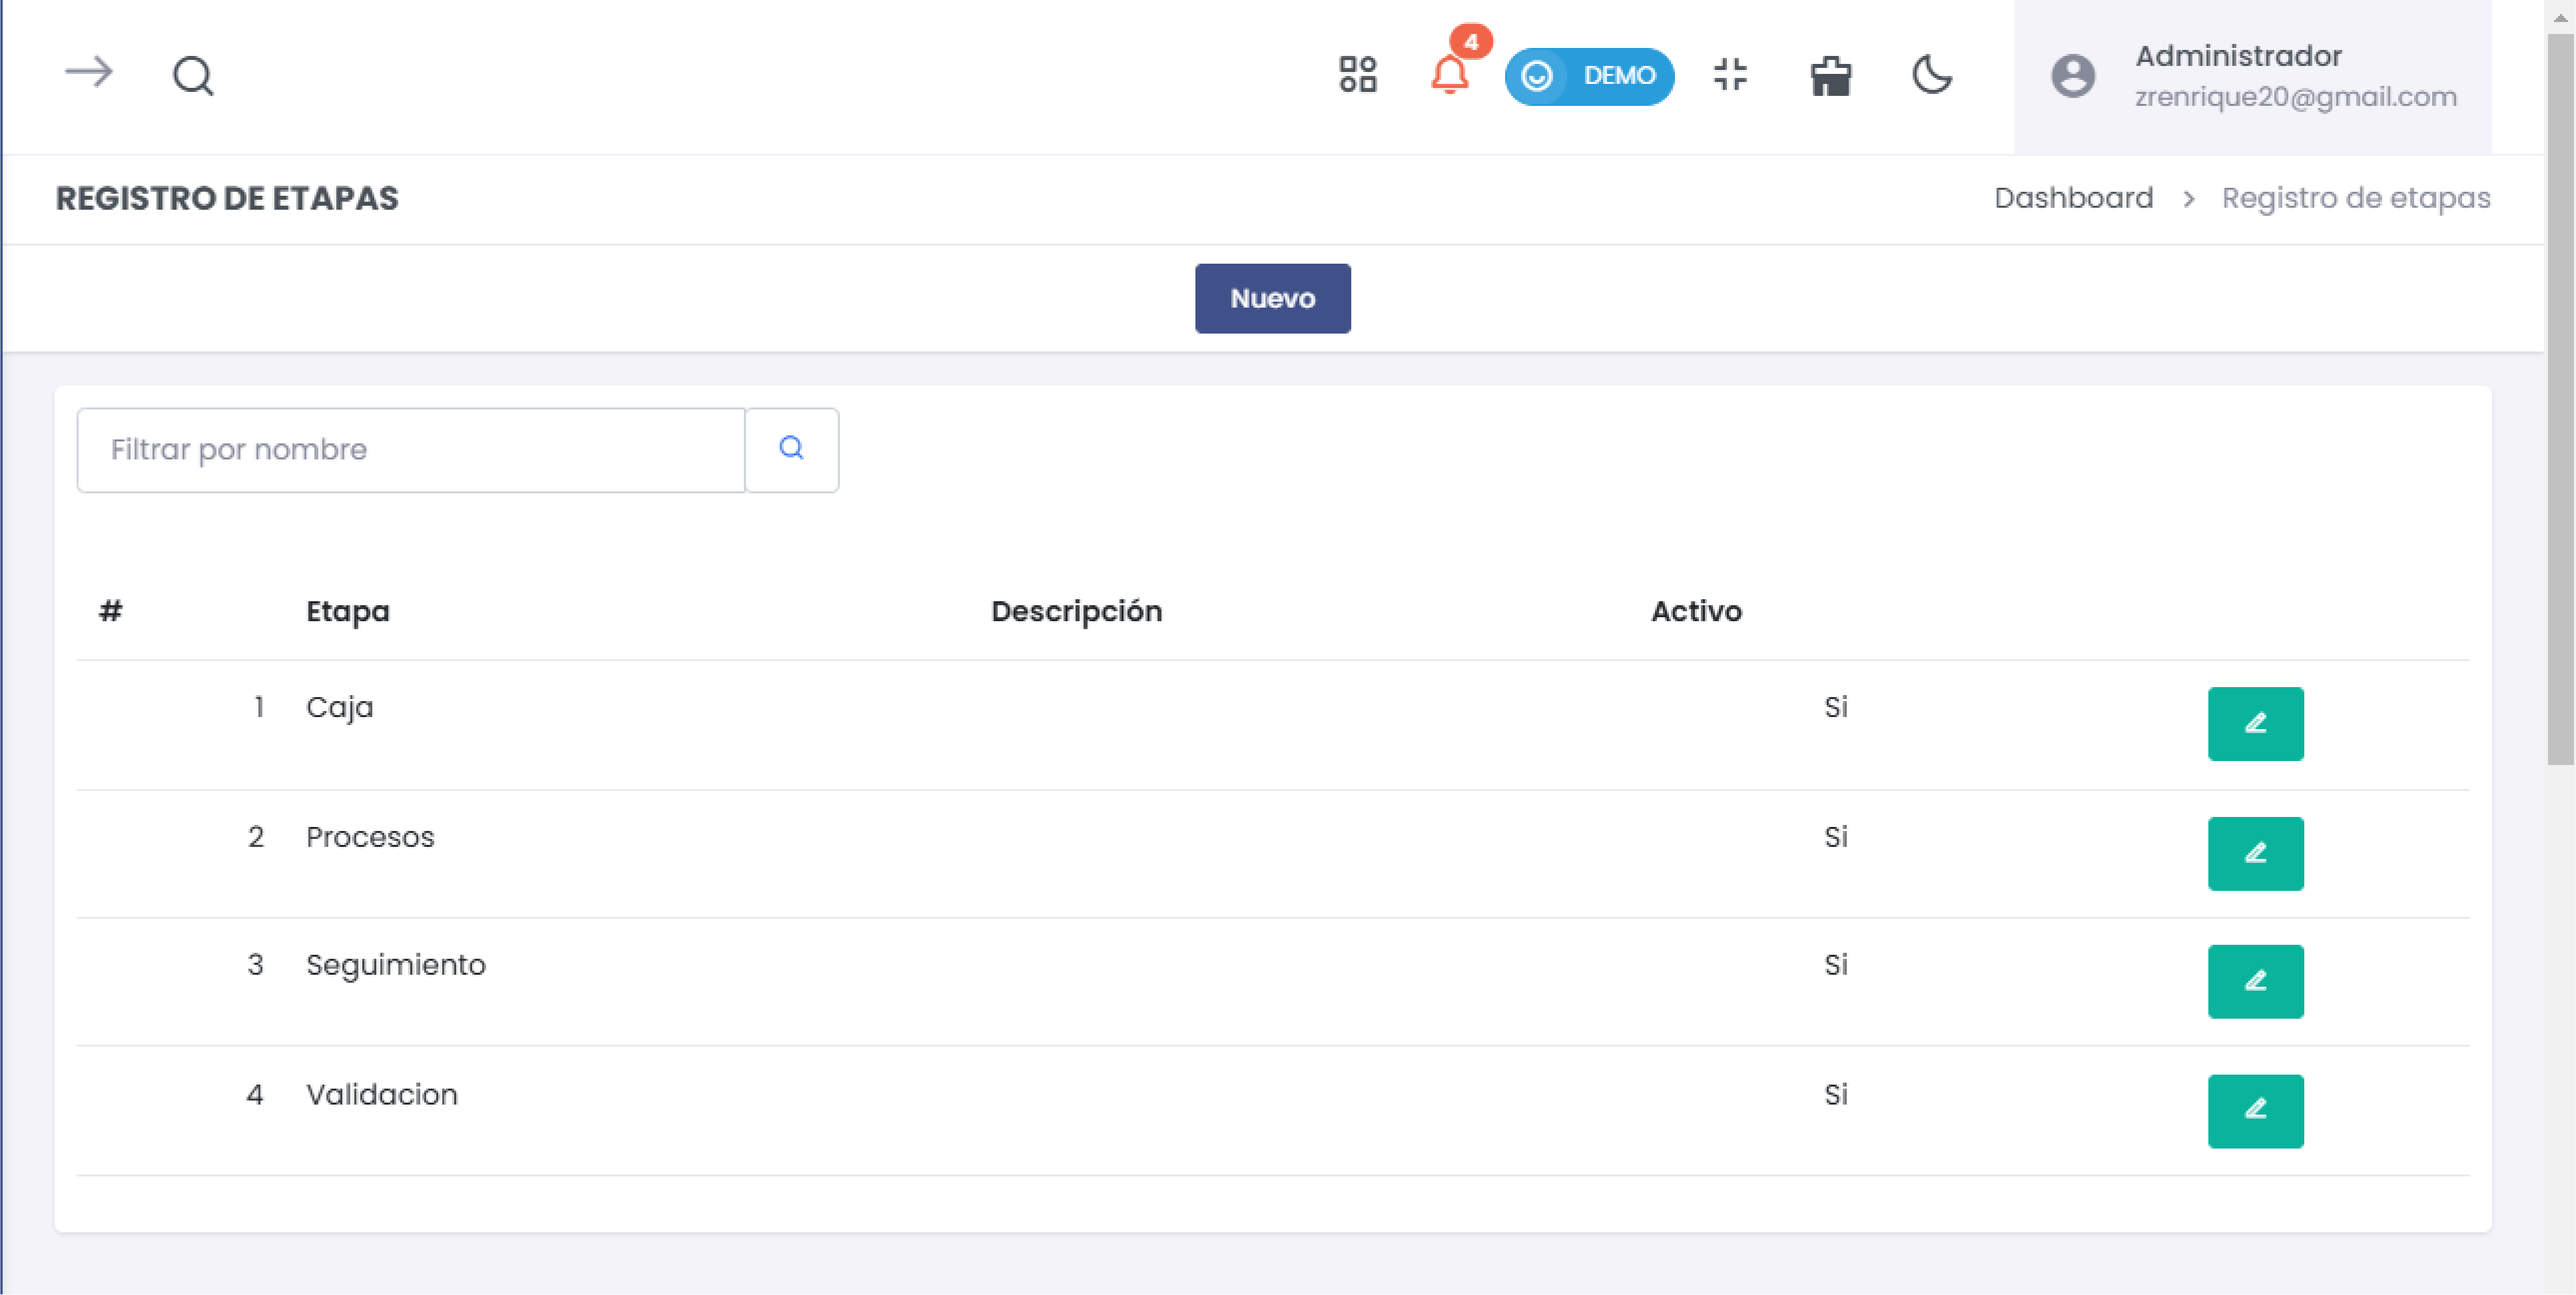 4
DEMO
Administrador
zrenrique20@gmail.com
REGISTRO DE ETAPAS
Dashboard > Registro de etapas
Nuevo
Filtrar por nombre
# Etapa Descripción Activo
1 Caja Si
2 Procesos Si
3 Seguimiento Si
4 Validacion Si